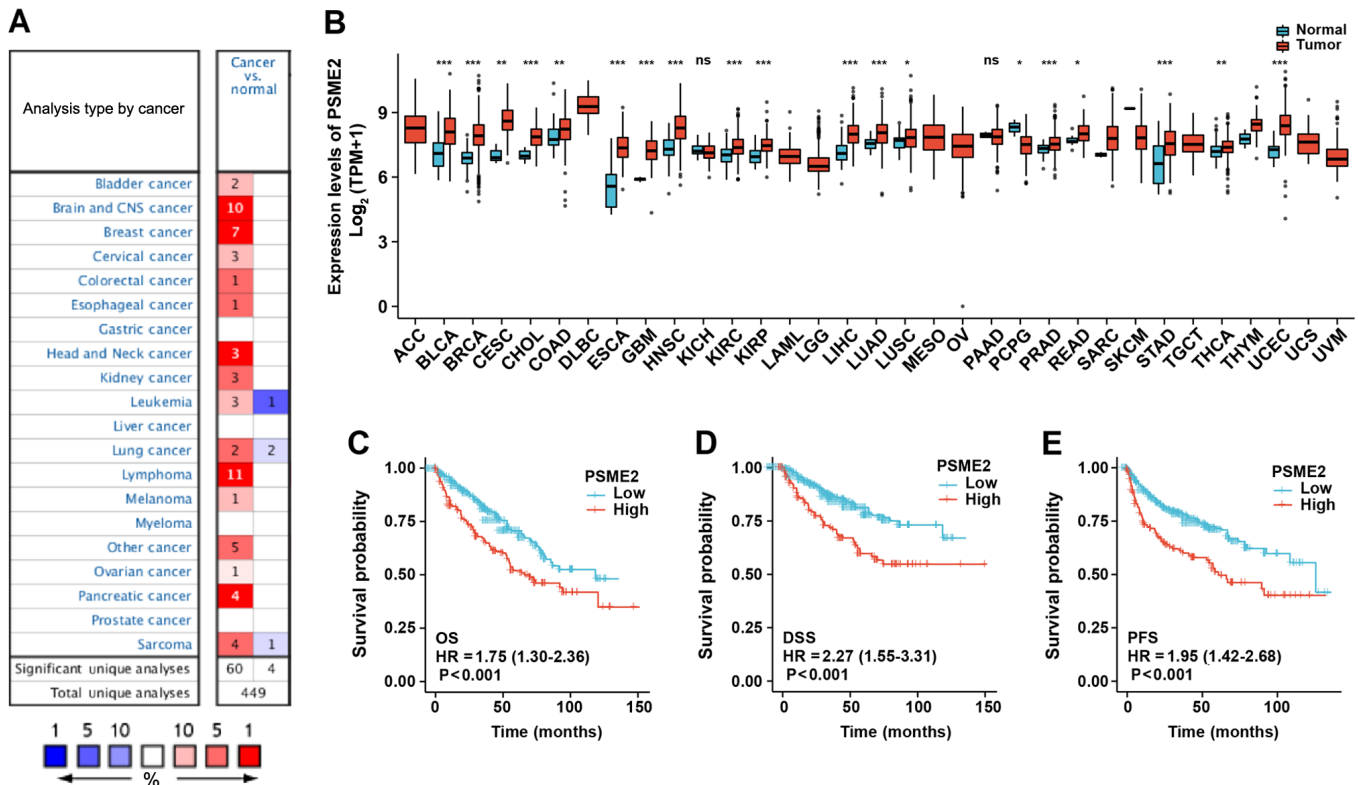 A
Analysis type by cancer
Cancer
vs.
normal
Bladder cancer 2
Brain and CNS cancer 10
Breast cancer 7
Cervical cancer 3
Colorectal cancer 1
Esophageal cancer 1
Gastric cancer
Head and Neck cancer 3
Kidney cancer 3
Leukemia 3 1
Liver cancer
Lung cancer 2 2
Lymphoma 11
Melanoma 1
Myeloma
Other cancer 5
Ovarian cancer 1
Pancreatic cancer 4
Prostate cancer
Sarcoma 4 1
Significant unique analyses 60 4
Total unique analyses 449
1 5 10 10 5 1
%
B
Normal
Tumor
Expression levels of PSME2
Log2 (TPM+1)
*** *** ** *** ** *** *** *** ns *** *** *** *** * ns * *** * *** ** ***
9
6
3
0
ACC BLCA BRCA CESC CHOL COAD DLBC ESCA GBM HNSC KICH KIRC KIRP LAML LGG LIHC LUAD LUSC MESO OV PAAD PCPG PRAD READ SARC SKCM STAD TGCT THCA THYM UCEC UCS UVM
C
Survival probability
1.00
0.75
0.50
0.25
0.00
PSME2
Low
High
OS
HR = 1.75 (1.30-2.36)
P<0.001
0 50 100 150
Time (months)
D
Survival probability
1.00
0.75
0.50
0.25
0.00
PSME2
Low
High
DSS
HR = 2.27 (1.55-3.31)
P<0.001
0 50 100 150
Time (months)
E
Survival probability
1.00
0.75
0.50
0.25
0.00
PSME2
Low
High
PFS
HR = 1.95 (1.42-2.68)
P<0.001
0 50 100
Time (months)